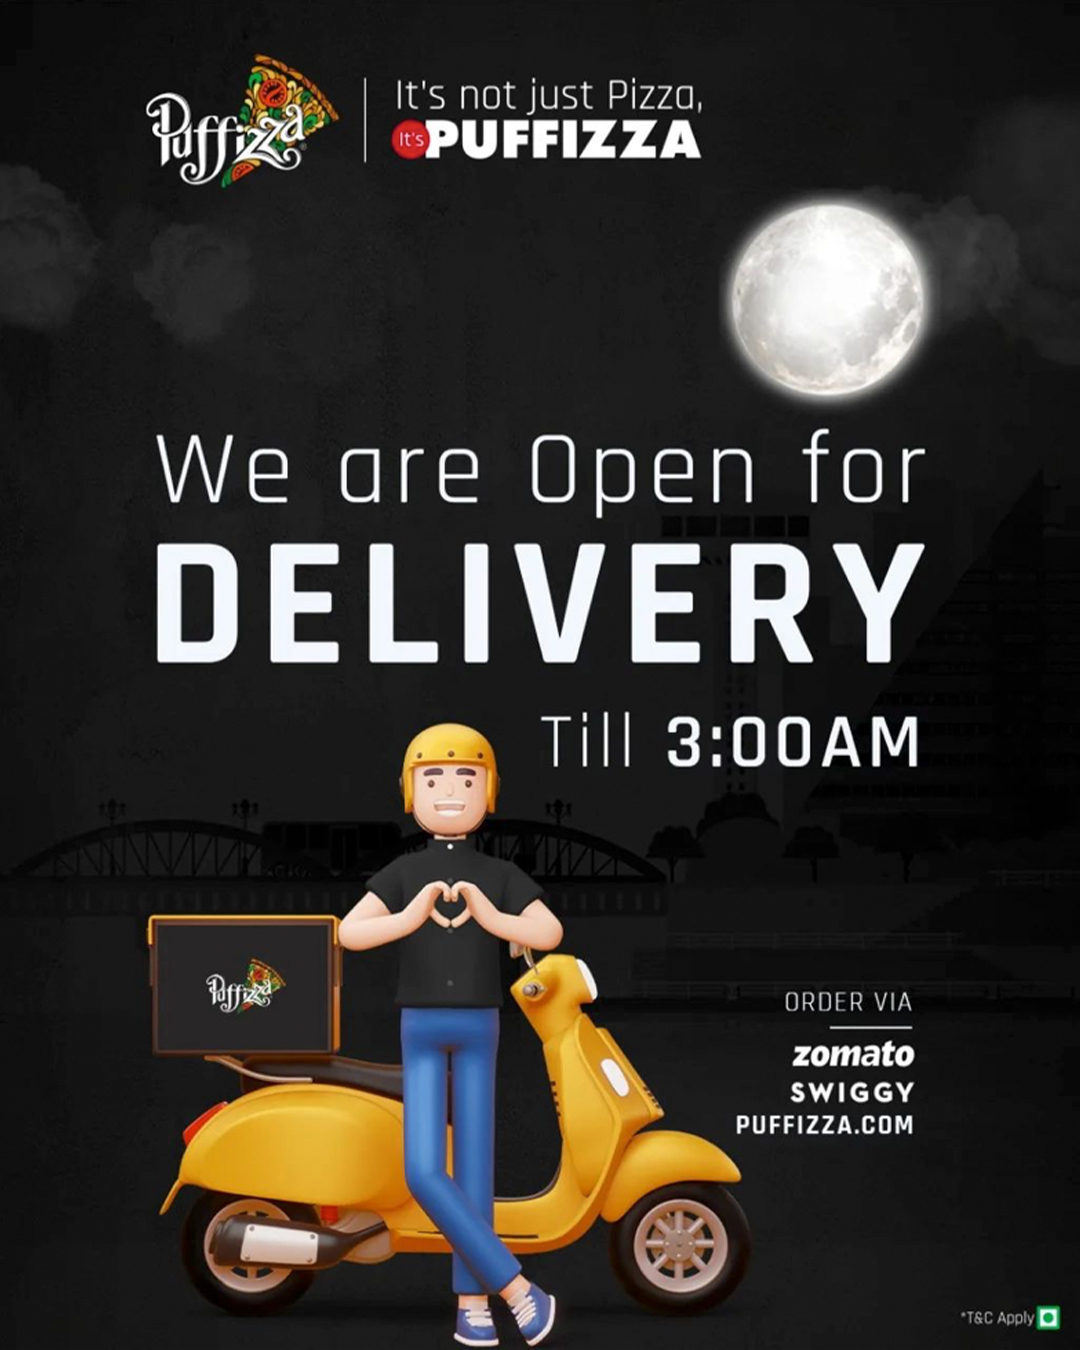 Puffizza
It's not just Pizza,
It's PUFFIZZA
We are Open for
DELIVERY
Till 3:00AM
Puffizza
ORDER VIA
zomato
SWIGGY
PUFFIZZA.COM
*T&C Apply